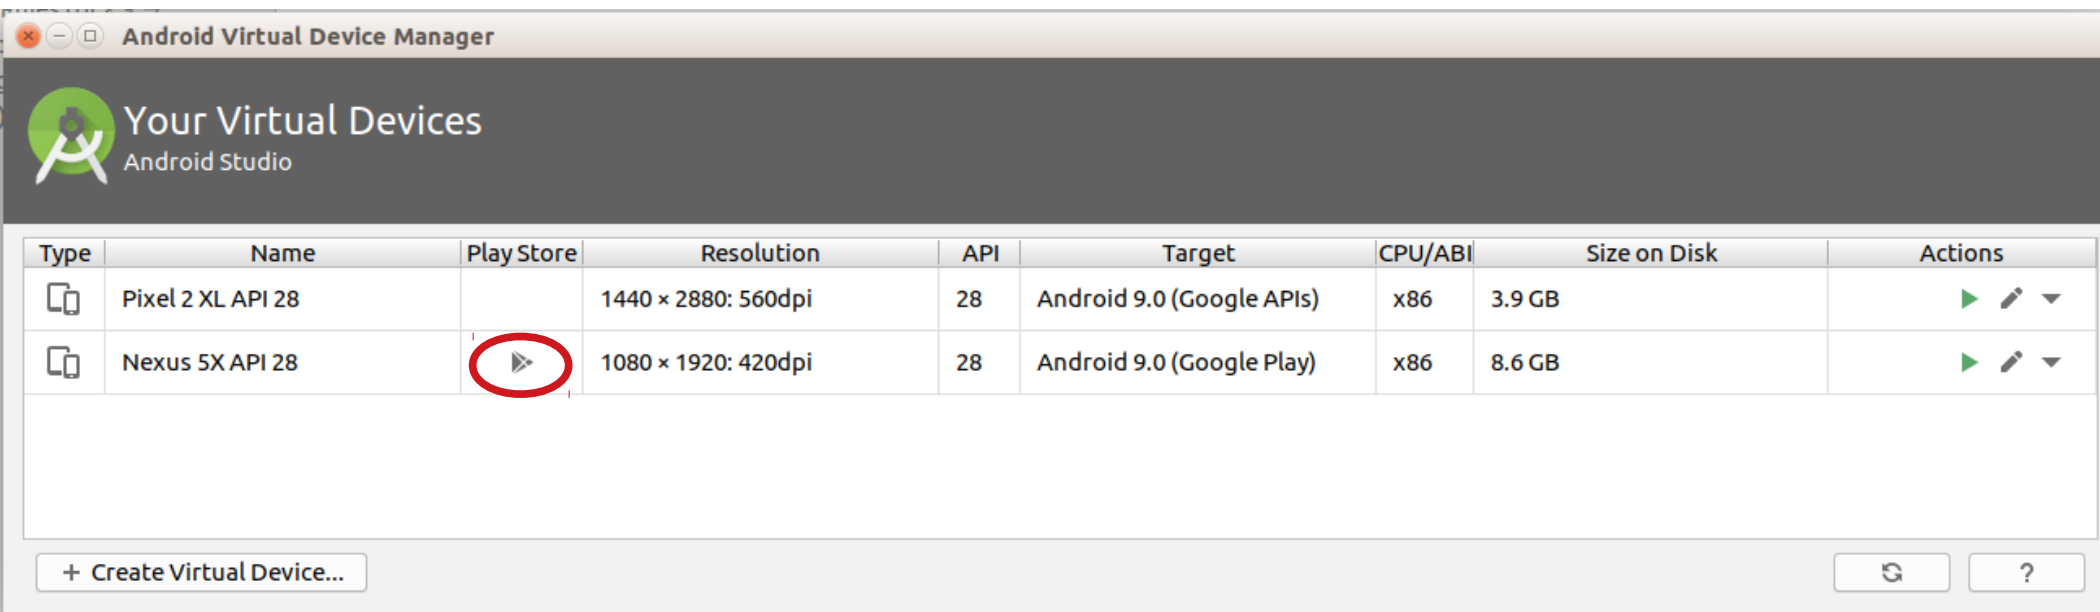 Android Virtual Device Manager
Your Virtual Devices
Android Studio
Type Name Play Store Resolution API Target CPU/ABI Size on Disk Actions
Pixel 2 XL API 28 1440 × 2880: 560dpi 28 Android 9.0 (Google APIs) x86 3.9 GB
Nexus 5X API 28 1080 × 1920: 420dpi 28 Android 9.0 (Google Play) x86 8.6 GB
+ Create Virtual Device... ?